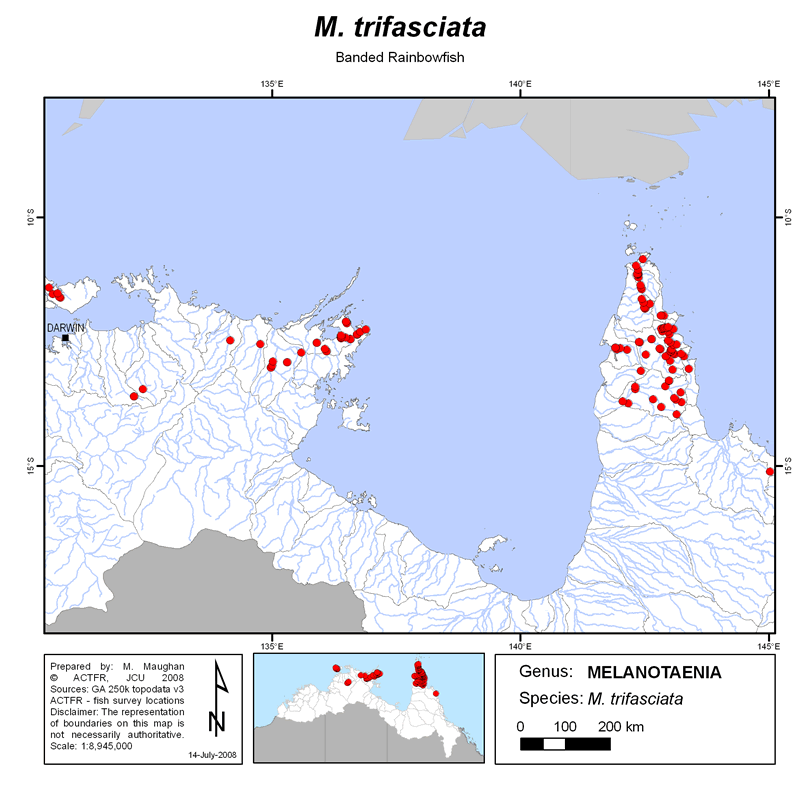 M. trifasciata
Banded Rainbowfish
135°E 140°E 145°E
10°S 10°S
DARWIN
15°S 15°S
135°E 140°E 145°E
Prepared by: M. Maughan
© ACTFR, JCU 2008
Sources: GA 250k topodata v3
ACTFR - fish survey locations
Disclaimer: The representation
of boundaries on this map is
not necessarily authoritative.
Scale: 1:8,945,000
N
14-July-2008
Genus: MELANOTAENIA
Species: M. trifasciata
0 100 200 km